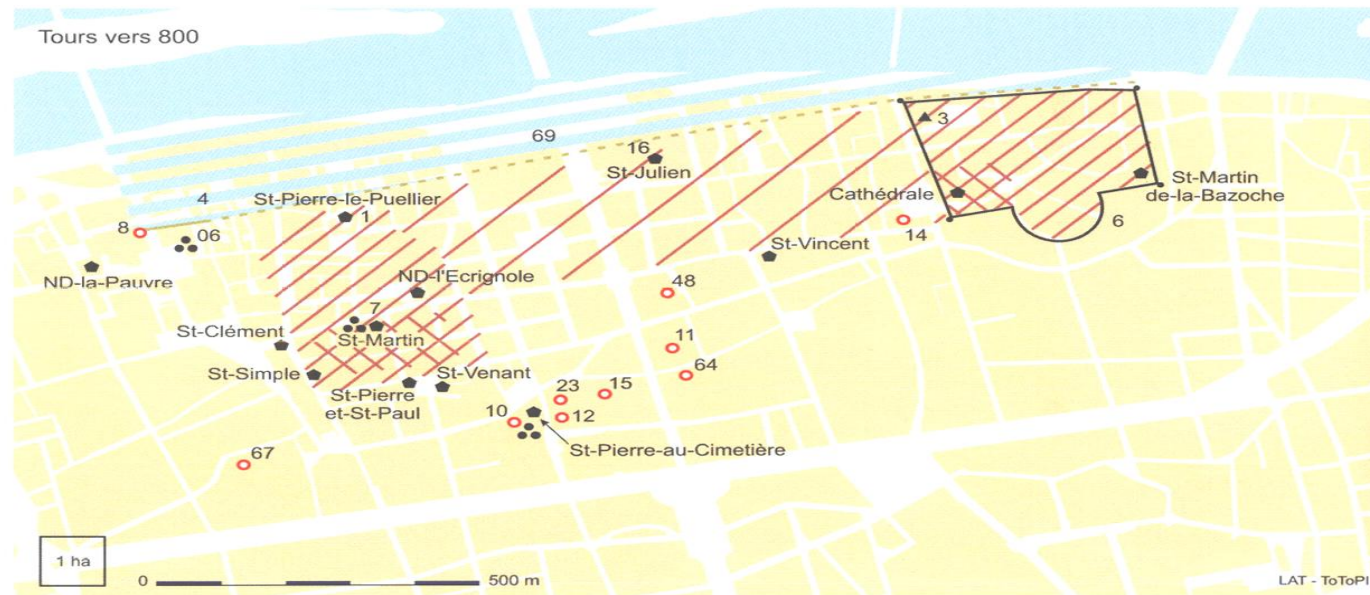 Tours vers 800
3
69
16
St-Julien
St-Martin
de-la-Bazoche
Cathédrale
4
St-Pierre-le-Puellier
1
8
06
14
6
St-Vincent
ND-la-Pauvre
ND-l'Ecrignole
48
7
St-Clément
St-Martin
11
64
St-Simple
St-Venant
St-Pierre
et-St-Paul
23
15
10
12
St-Pierre-au-Cimetière
67
1 ha
0
500 m
LAT - ToToPI